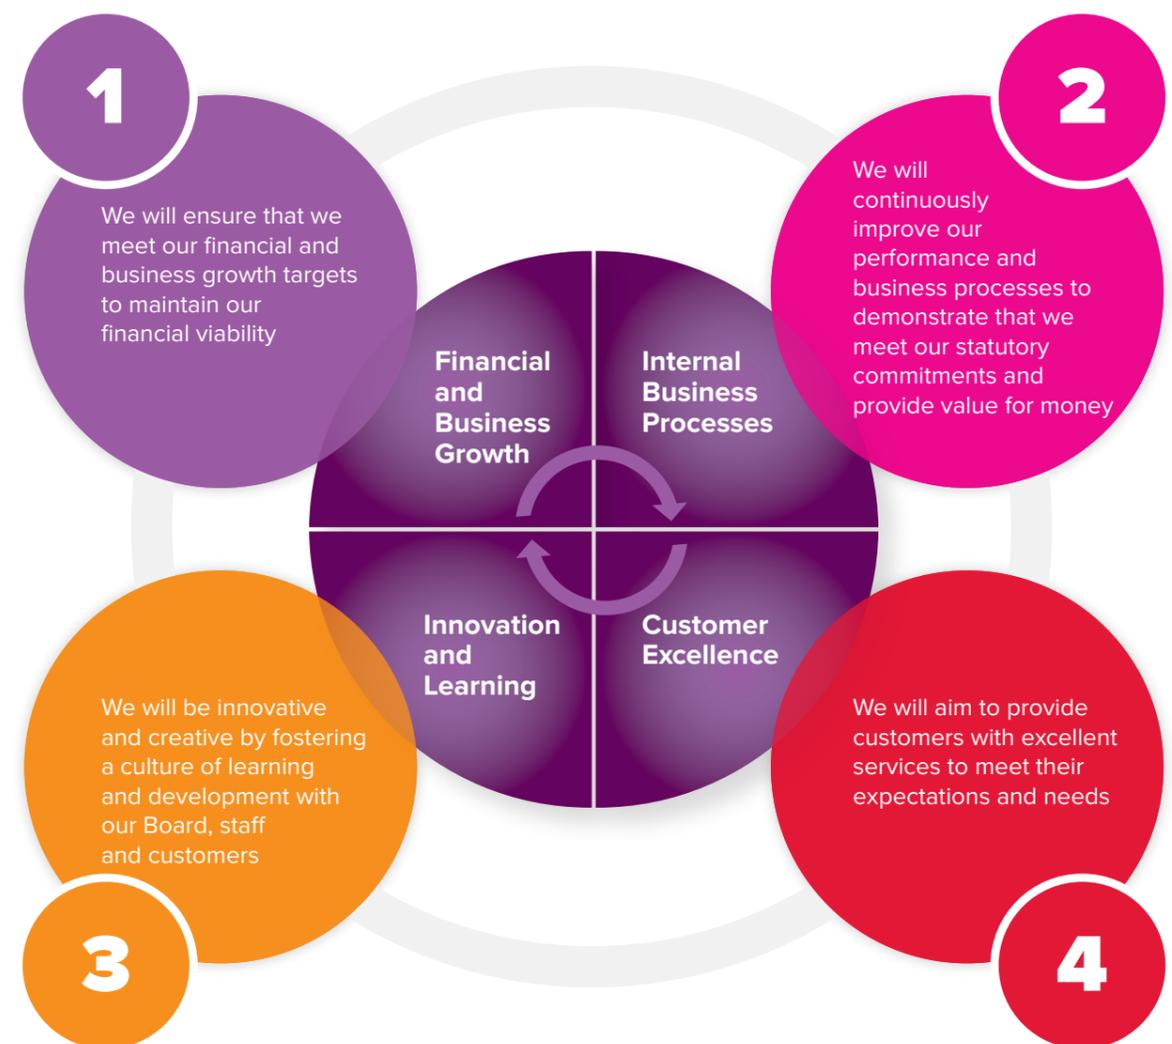 1
We will ensure that we
meet our financial and
business growth targets
to maintain our
financial viability
2
We will
continuously
improve our
performance and
business processes to
demonstrate that we
meet our statutory
commitments and
provide value for money
Financial
and
Business
Growth
Internal
Business
Processes
Innovation
and
Learning
Customer
Excellence
We will be innovative
and creative by fostering
a culture of learning
and development with
our Board, staff
and customers
3
We will aim to provide
customers with excellent
services to meet their
expectations and needs
4